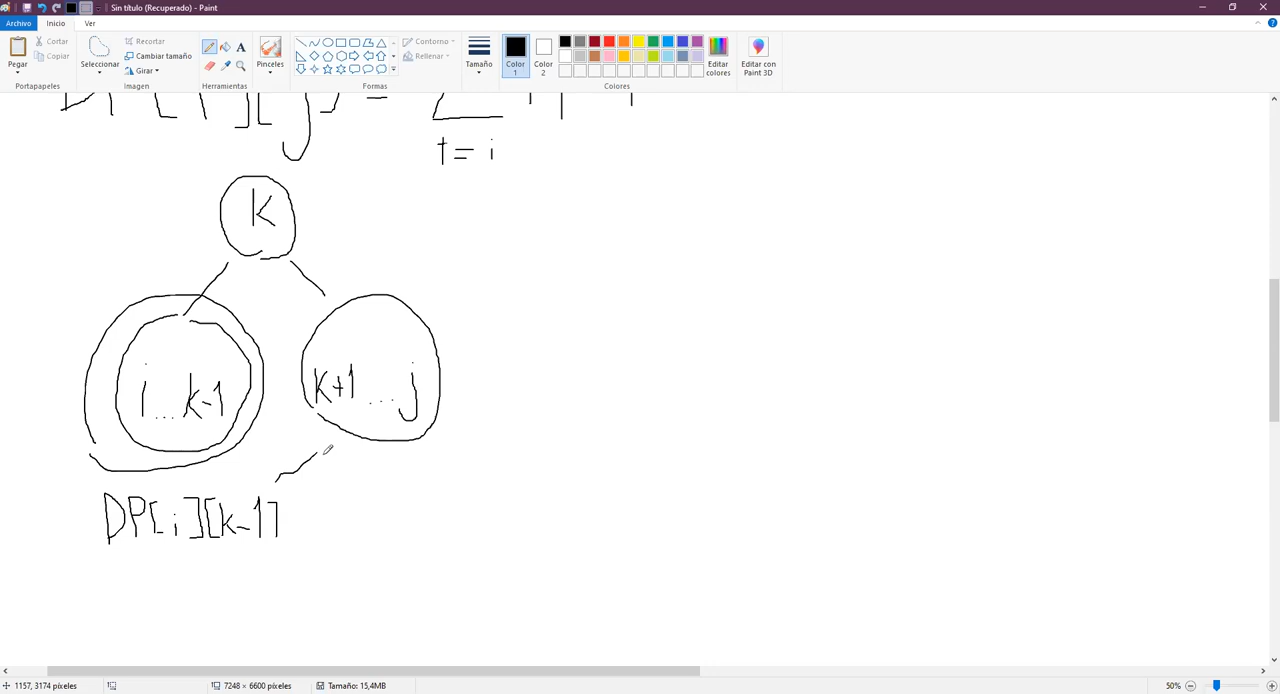 Sin título (Recuperado) - Paint
Archivo Inicio Ver
Pegar
Cortar
Copiar
Portapapeles
Seleccionar
Recortar
Cambiar tamaño
Girar
Imagen
Herramientas
Pinceles
Contorno
Rellenar
Formas
Tamaño
Color 1
Color 2
Editar colores
Colores
Editar con Paint 3D
t = i
K
i...k-1
K+1 ... j
DP[i][k-1]
1157, 3174 píxeles 7248 × 6600 píxeles Tamaño: 15,4MB 50%